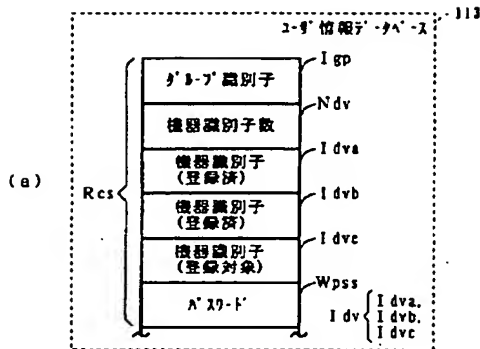 113
ユーザ情報データベース
Igp
グループ識別子
Ndv
機器識別子数
Idva
機器識別子
(登録済)
(a)
Rcs
Idvb
機器識別子
(登録済)
Idvc
機器識別子
(登録対象)
Wpss
パスワード
Idv
Idva,
Idvb,
Idvc